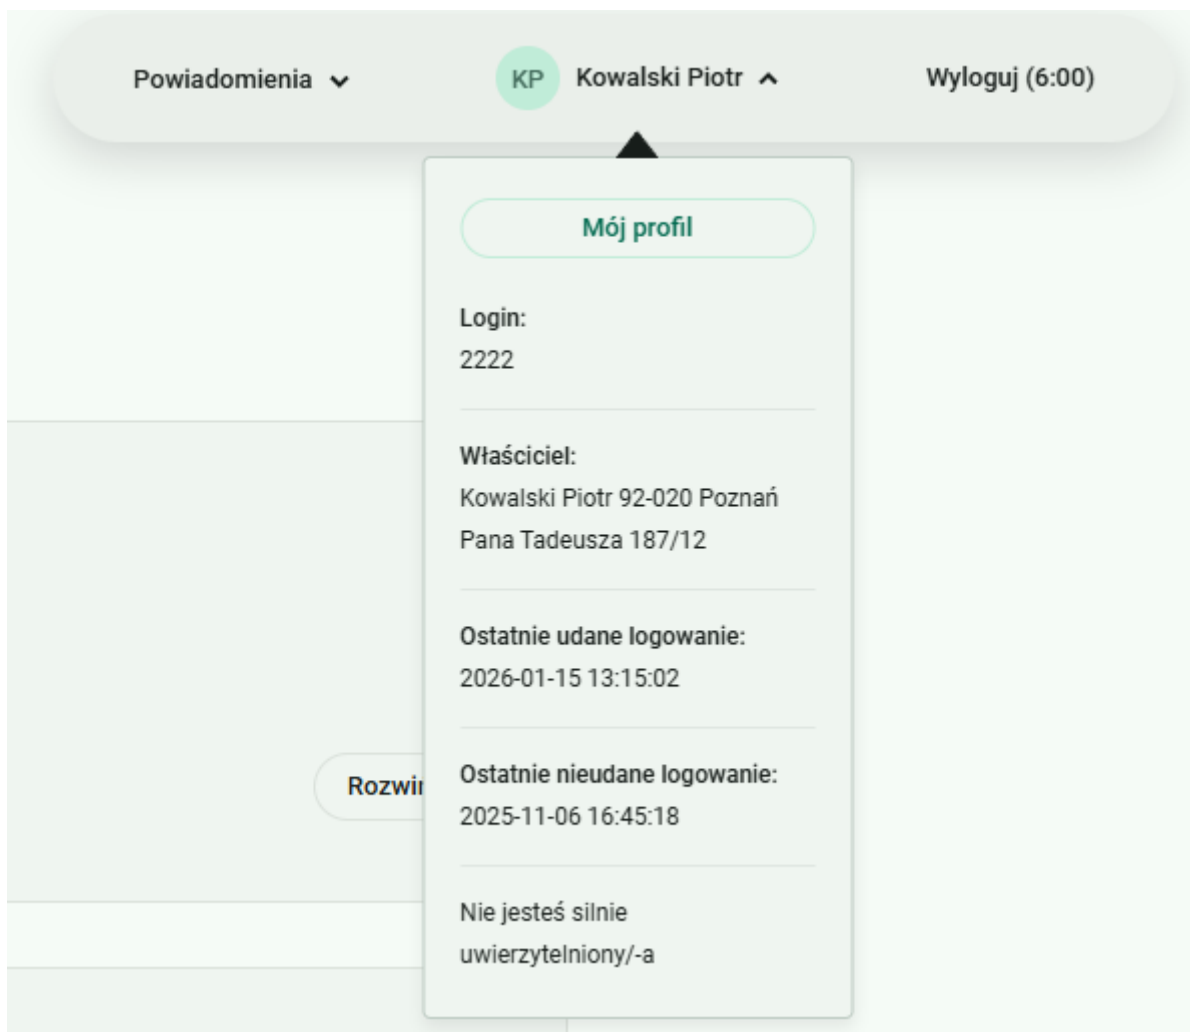 Powiadomienia
KP
Kowalski Piotr
Wyloguj (6:00)
Mój profil
Login:
2222
Właściciel:
Kowalski Piotr 92-020 Poznań
Pana Tadeusza 187/12
Ostatnie udane logowanie:
2026-01-15 13:15:02
Rozwi
Ostatnie nieudane logowanie:
2025-11-06 16:45:18
Nie jesteś silnie
uwierzytelniony/-a